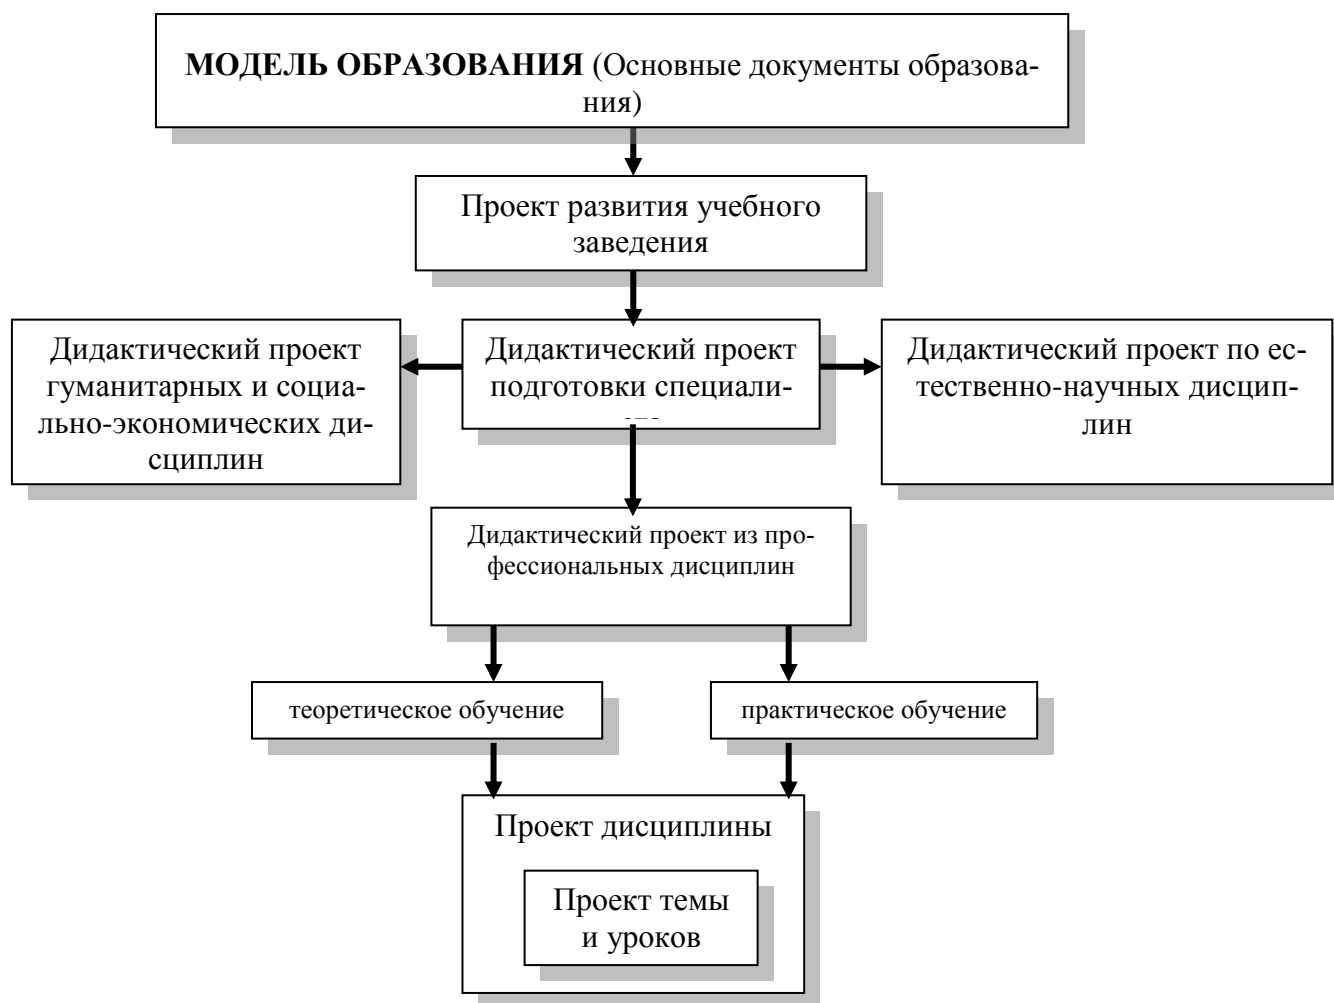 МОДЕЛЬ ОБРАЗОВАНИЯ (Основные документы образова-
ния)
Проект развития учебного
заведения
Дидактический проект
гуманитарных и социа-
льно-экономических ди-
сциплин
Дидактический проект
подготовки специали-
Дидактический проект по ес-
тественно-научных дисцип-
лин
Дидактический проект из про-
фессиональных дисциплин
теоретическое обучение
практическое обучение
Проект дисциплины
Проект темы
и уроков